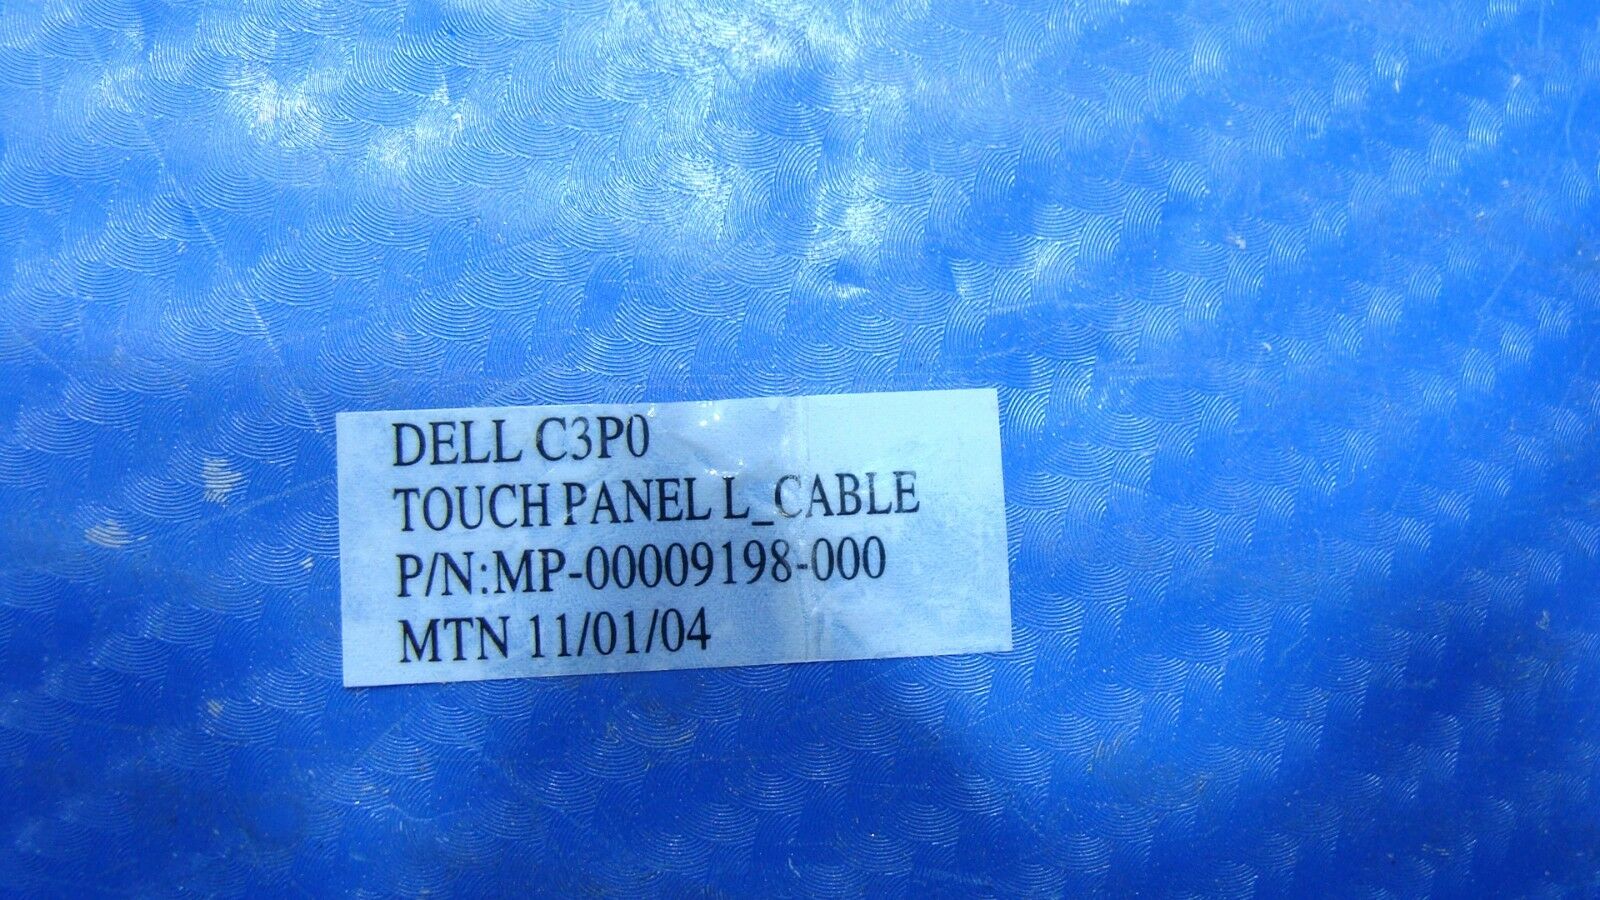 DELL C3P0
TOUCH PANEL L_CABLE
P/N:MP-00009198-000
MTN 11/01/04